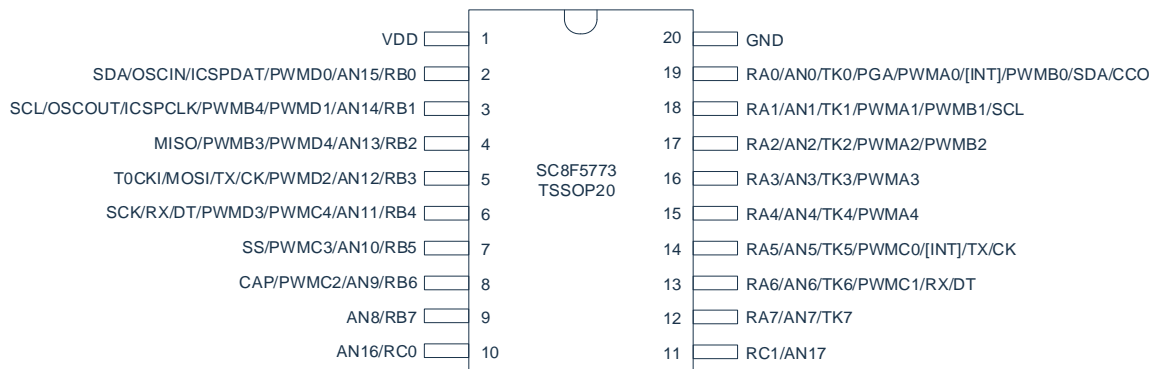 VDD 1 20 GND
SDA/OSCIN/ICSPDAT/PWMD0/AN15/RB0 2 19 RA0/AN0/TK0/PGA/PWMA0/[INT]/PWMB0/SDA/CCO
SCL/OSCOUT/ICSPCLK/PWMB4/PWMD1/AN14/RB1 3 18 RA1/AN1/TK1/PWMA1/PWMB1/SCL
MISO/PWMB3/PWMD4/AN13/RB2 4 17 RA2/AN2/TK2/PWMA2/PWMB2
SC8F5773
TSSOP20
T0CKI/MOSI/TX/CK/PWMD2/AN12/RB3 5 16 RA3/AN3/TK3/PWMA3
SCK/RX/DT/PWMD3/PWMC4/AN11/RB4 6 15 RA4/AN4/TK4/PWMA4
SS/PWMC3/AN10/RB5 7 14 RA5/AN5/TK5/PWMC0/[INT]/TX/CK
CAP/PWMC2/AN9/RB6 8 13 RA6/AN6/TK6/PWMC1/RX/DT
AN8/RB7 9 12 RA7/AN7/TK7
AN16/RC0 10 11 RC1/AN17